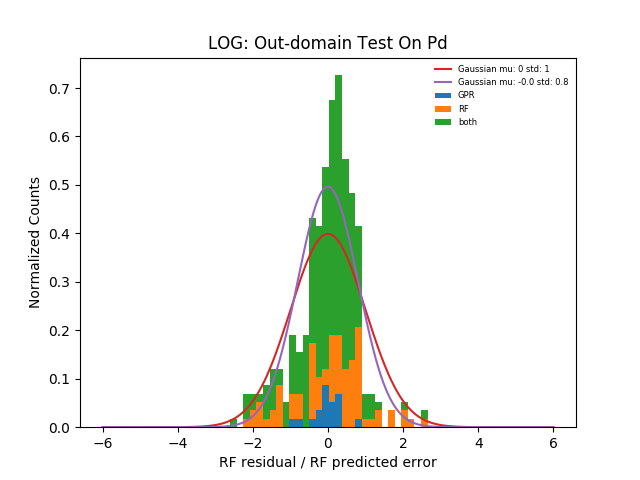 LOG: Out-domain Test On Pd
Gaussian mu: 0 std: 1
Gaussian mu: -0.0 std: 0.8
GPR
RF
both
Normalized Counts
0.7
0.6
0.5
0.4
0.3
0.2
0.1
0.0
−6 −4 −2 0 2 4 6
RF residual / RF predicted error